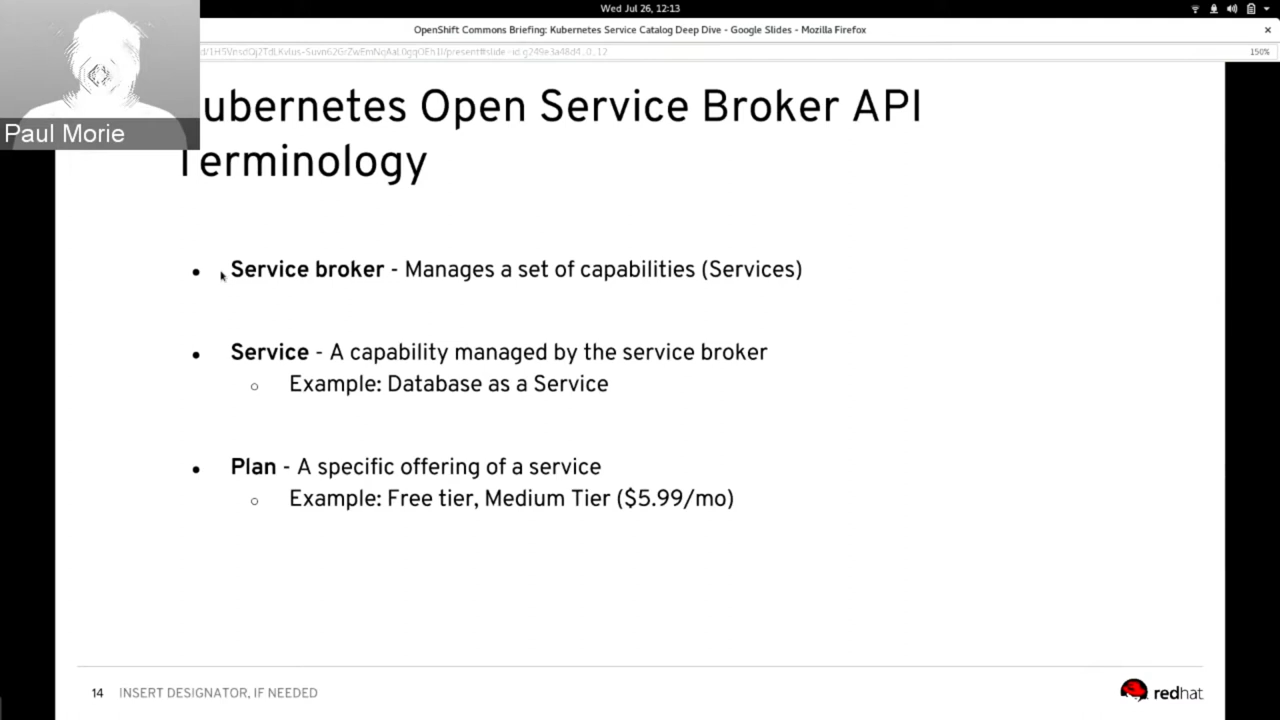 Wed Jul 26, 12:13
OpenShift Commons Briefing: Kubernetes Service Catalog Deep Dive - Google Slides - Mozilla Firefox
150%
Paul Morie
ubernetes Open Service Broker API
Terminology
Service broker - Manages a set of capabilities (Services)
Service - A capability managed by the service broker
Example: Database as a Service
Plan - A specific offering of a service
Example: Free tier, Medium Tier ($5.99/mo)
14 INSERT DESIGNATOR, IF NEEDED
redhat